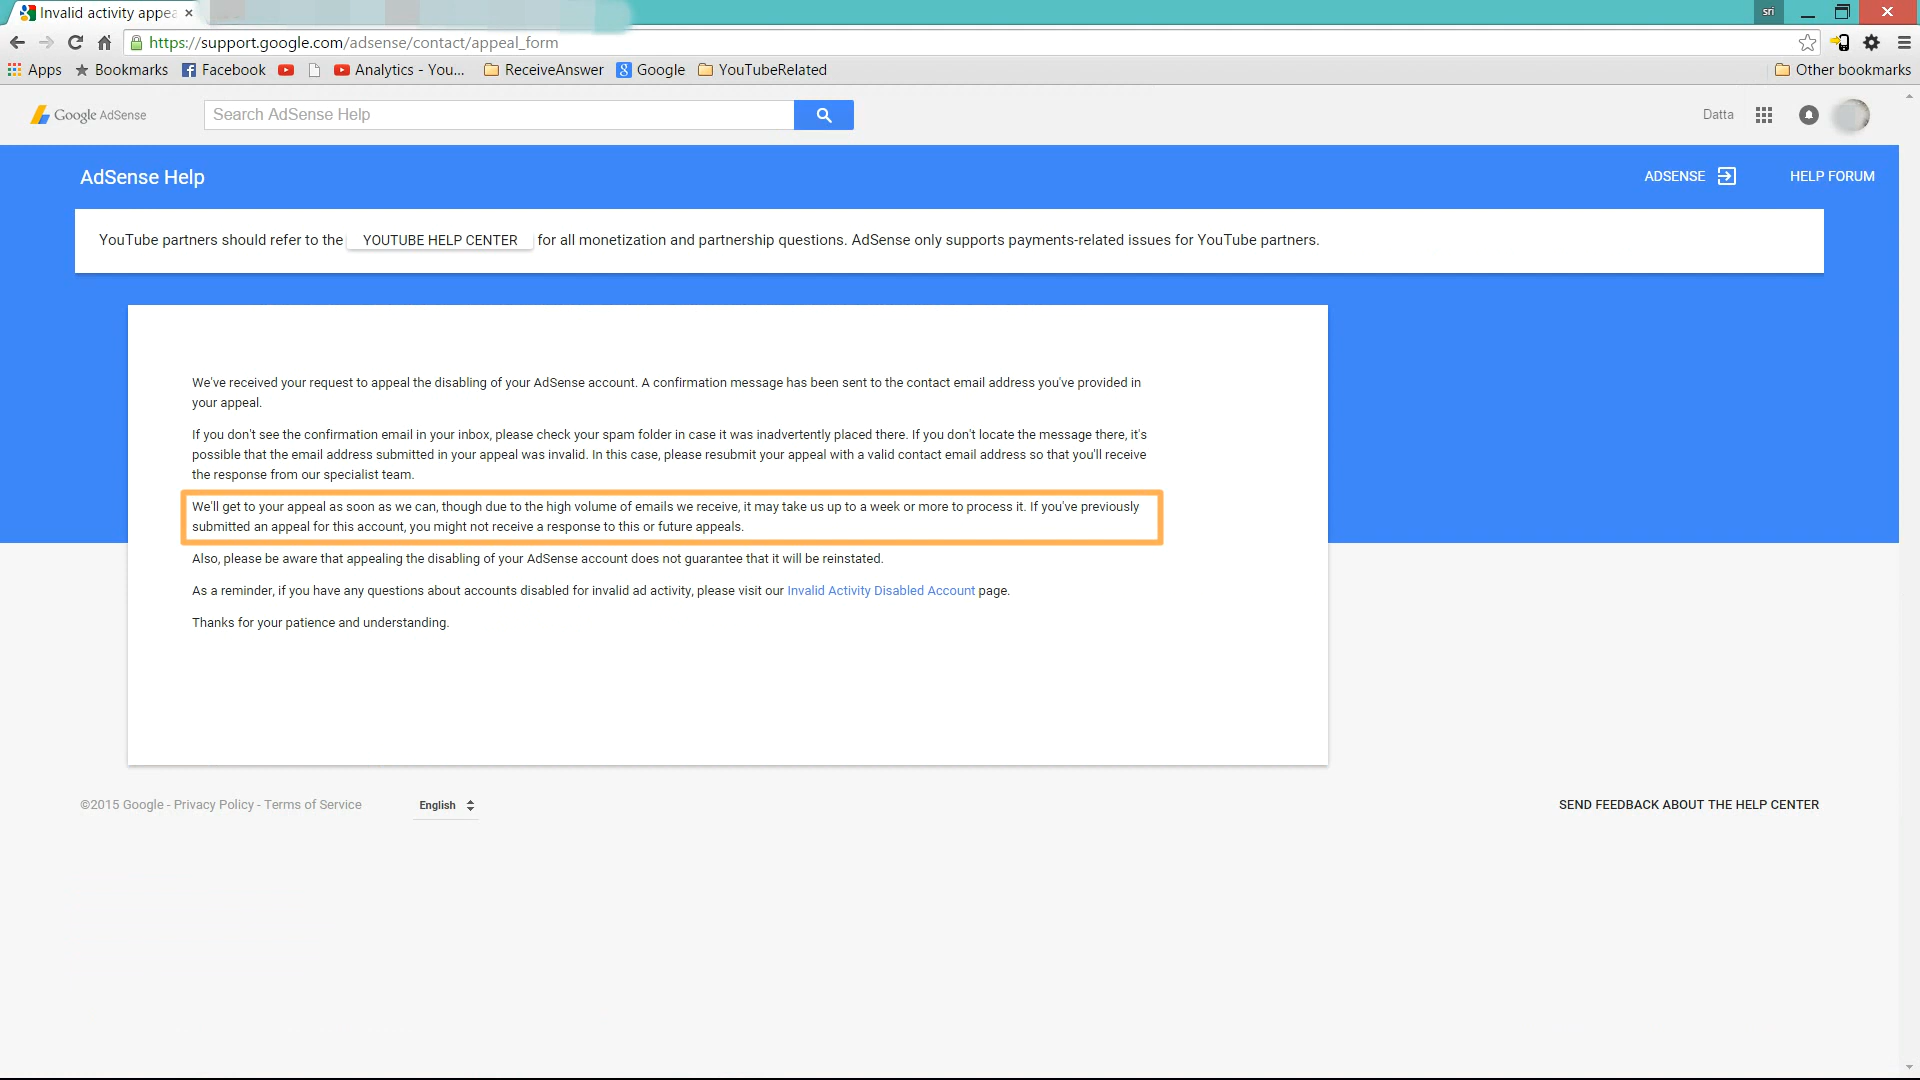 Invalid activity appea
sri
https://support.google.com/adsense/contact/appeal_form
Apps Bookmarks Facebook Analytics - You... ReceiveAnswer Google YouTubeRelated Other bookmarks
Google AdSense Search AdSense Help Datta
AdSense Help ADSENSE HELP FORUM
YouTube partners should refer to the YOUTUBE HELP CENTER for all monetization and partnership questions. AdSense only supports payments-related issues for YouTube partners.
We've received your request to appeal the disabling of your AdSense account. A confirmation message has been sent to the contact email address you've provided in
your appeal.
If you don't see the confirmation email in your inbox, please check your spam folder in case it was inadvertently placed there. If you don't locate the message there, it's
possible that the email address submitted in your appeal was invalid. In this case, please resubmit your appeal with a valid contact email address so that you'll receive
the response from our specialist team.
We'll get to your appeal as soon as we can, though due to the high volume of emails we receive, it may take us up to a week or more to process it. If you've previously
submitted an appeal for this account, you might not receive a response to this or future appeals.
Also, please be aware that appealing the disabling of your AdSense account does not guarantee that it will be reinstated.
As a reminder, if you have any questions about accounts disabled for invalid ad activity, please visit our Invalid Activity Disabled Account page.
Thanks for your patience and understanding.
©2015 Google - Privacy Policy - Terms of Service English SEND FEEDBACK ABOUT THE HELP CENTER